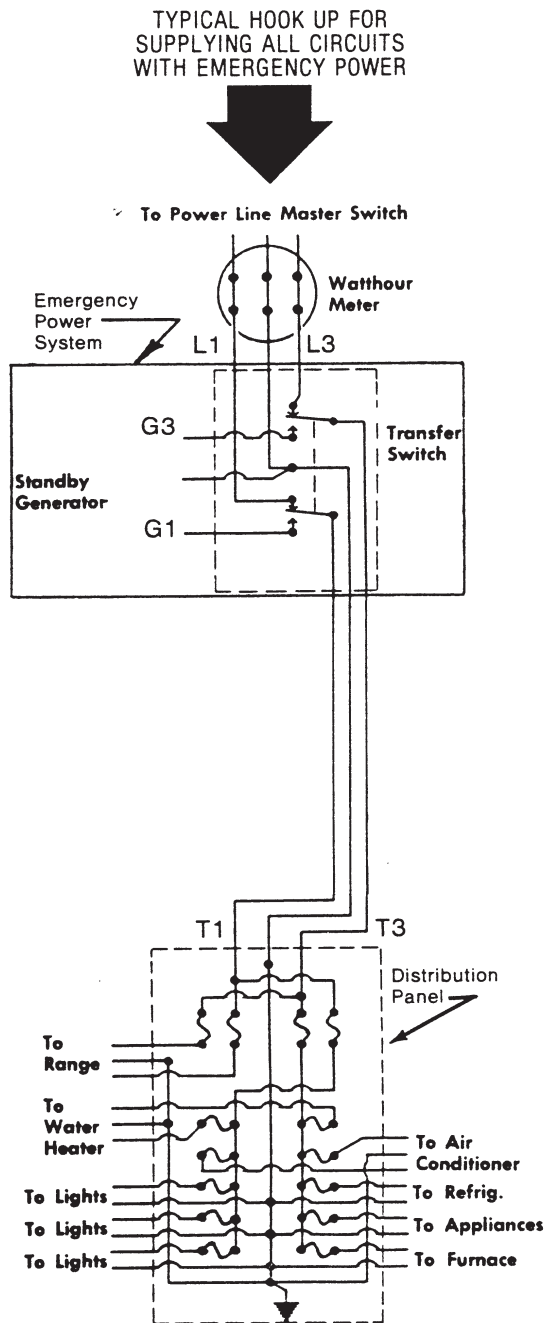 TYPICAL HOOK UP FOR
SUPPLYING ALL CIRCUITS
WITH EMERGENCY POWER
To Power Line Master Switch
Watthour
Meter
Emergency
Power
System
L1
L3
G3
Transfer
Switch
Standby
Generator
G1
T1
T3
Distribution
Panel
To
Range
To
Water
Heater
To Air
Conditioner
To Lights
To Refrig.
To Lights
To Appliances
To Lights
To Furnace